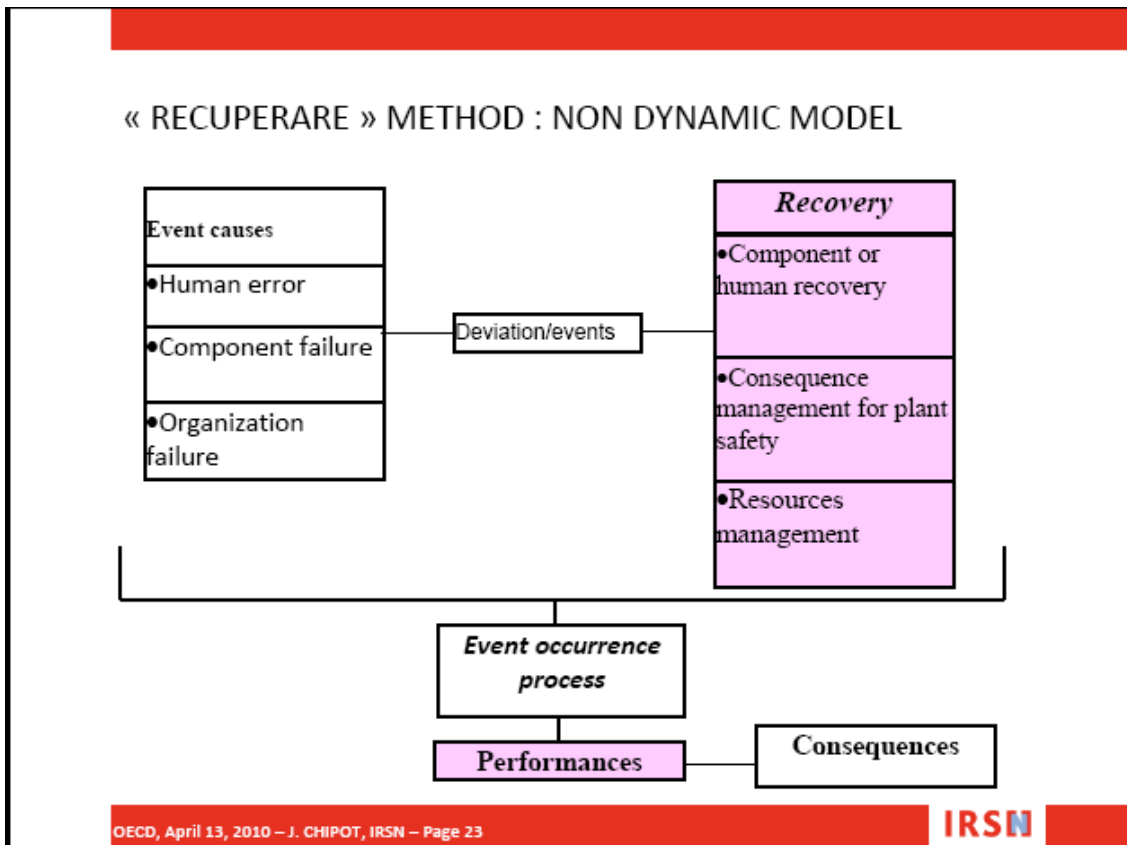 « RECUPERARE » METHOD : NON DYNAMIC MODEL
Event causes
•Human error
•Component failure
•Organization
failure
Deviation/events
Recovery
•Component or
human recovery
•Consequence
management for plant
safety
•Resources
management
Event occurrence
process
Performances
Consequences
OECD, April 13, 2010 – J. CHIPOT, IRSN – Page 23
IRSN